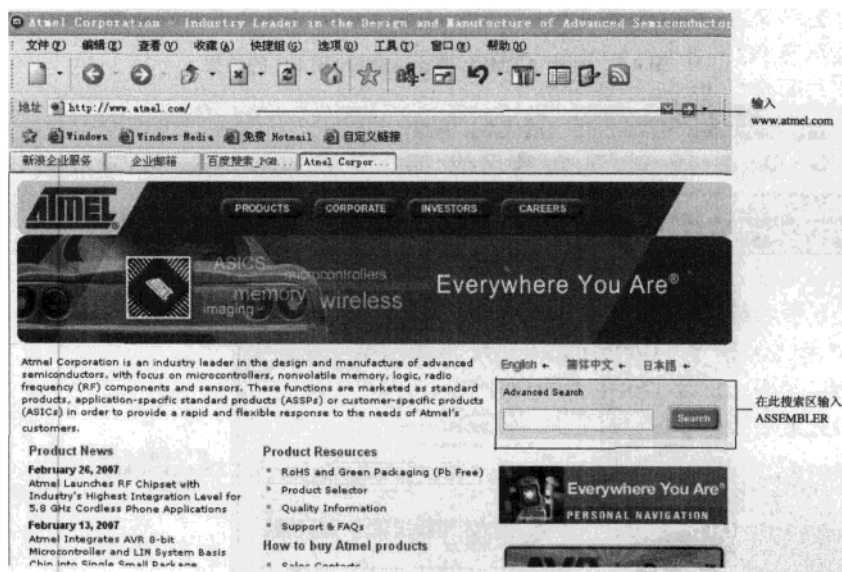 Atmel Corporation - Industry Leader in the Design and Manufacture of Advanced Semiconductor
文件(F) 编辑(E) 查看(V) 收藏(A) 快捷组(G) 选项(O) 工具(T) 窗口(W) 帮助(H)
地址 http://www.atmel.com/
输入
www.atmel.com
Windows Windows Media 免费 Hotmail 自定义链接
新浪企业服务 企业邮箱 百度搜索_PGM... Atmel Corpor...
ATMEL®
PRODUCTS CORPORATE INVESTORS CAREERS
ASICS
microcontrollers
memory
imaging
wireless
Everywhere You Are®
Atmel Corporation is an industry leader in the design and manufacture of advanced
semiconductors, with focus on microcontrollers, nonvolatile memory, logic, radio
frequency (RF) components and sensors. These functions are marketed as standard
products, application-specific standard products (ASSPs) or customer-specific products
(ASICs) in order to provide a rapid and flexible response to the needs of Atmel's
customers.
English 简体中文 日本語
Advanced Search
Search
在此搜索区输入
ASSEMBLER
Product News
February 26, 2007
Atmel Launches RF Chipset with
Industry's Highest Integration Level for
5.8 GHz Cordless Phone Applications
February 13, 2007
Atmel Integrates AVR 8-bit
Microcontroller and LIN System Basis
Chip into Single Small Package
Product Resources
RoHS and Green Packaging (Pb Free)
Product Selector
Quality Information
Support & FAQs
How to buy Atmel products
Sales Contacts
Everywhere You Are®
PERSONAL NAVIGATION
AVR